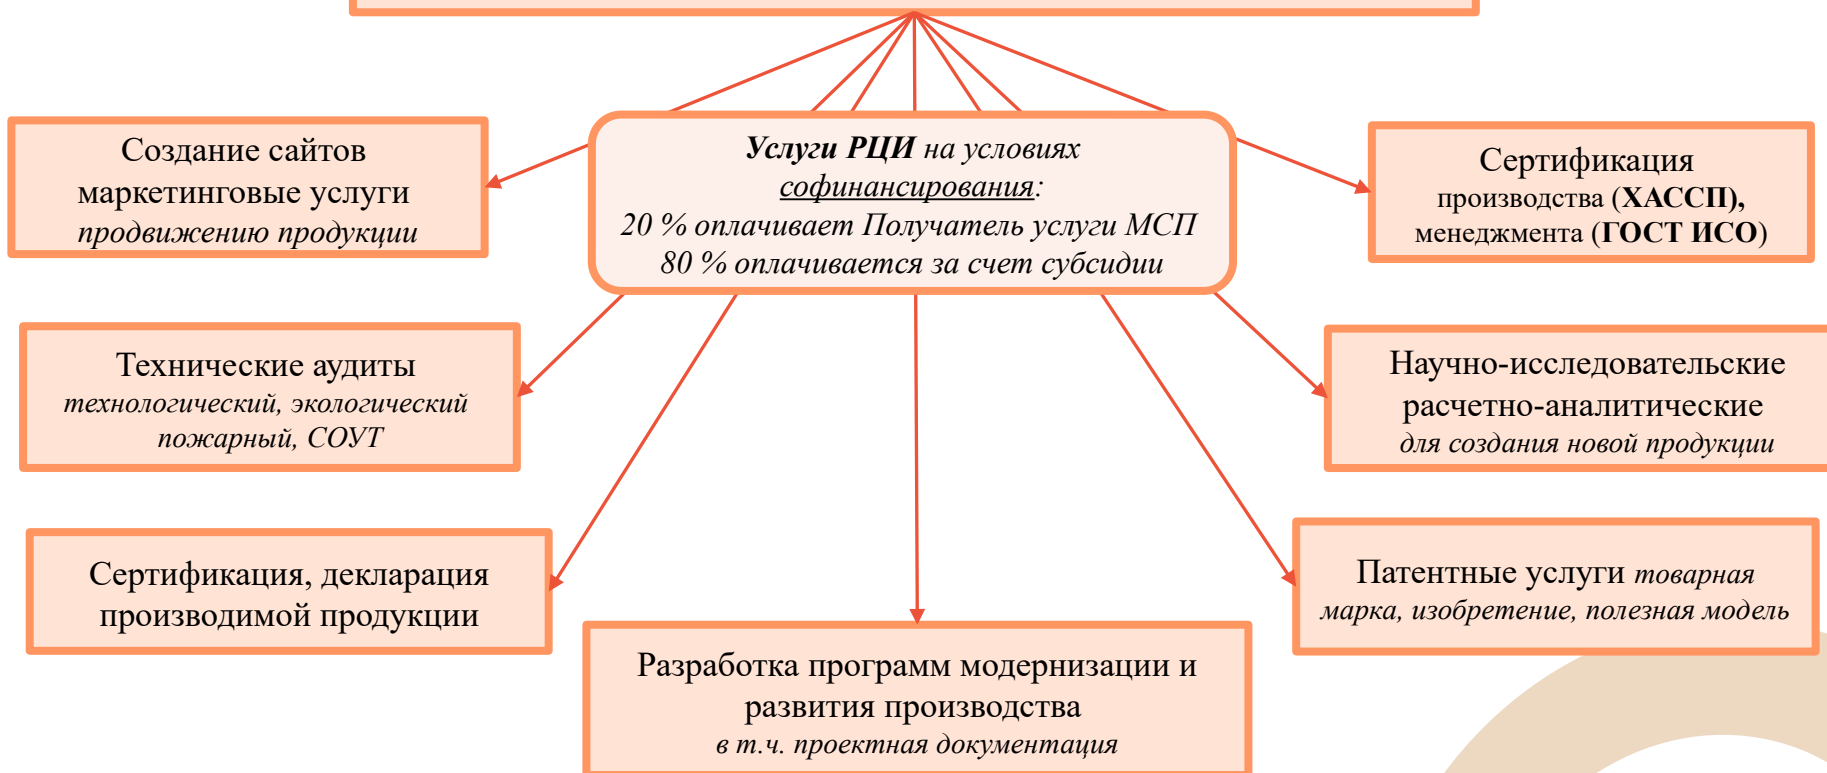 Создание сайтов
маркетинговые услуги
продвижению продукции
Услуги РЦИ на условиях
софинансирования:
20 % оплачивает Получатель услуги МСП
80 % оплачивается за счет субсидии
Сертификация
производства (ХАССП),
менеджмента (ГОСТ ИСО)
Технические аудиты
технологический, экологический
пожарный, СОУТ
Научно-исследовательские
расчетно-аналитические
для создания новой продукции
Сертификация, декларация
производимой продукции
Разработка программ модернизации и
развития производства
в т.ч. проектная документация
Патентные услуги товарная
марка, изобретение, полезная модель